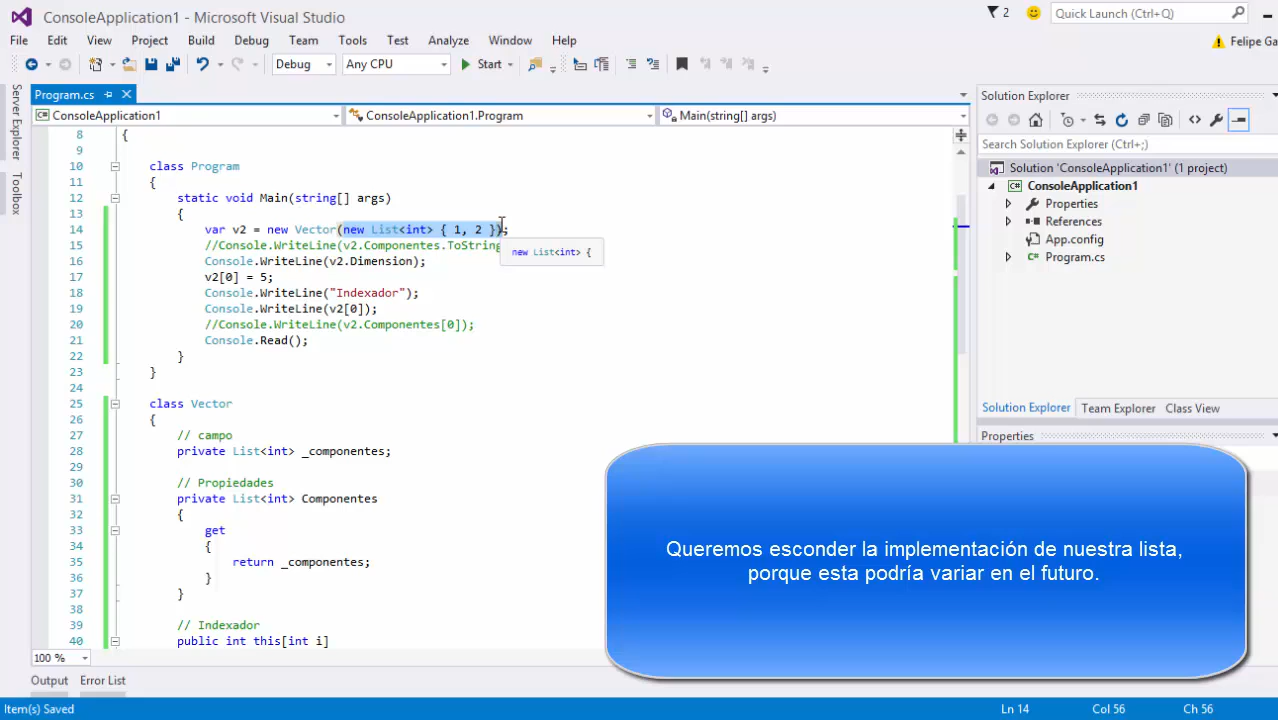 ConsoleApplication1 - Microsoft Visual Studio
2
Quick Launch (Ctrl+Q)
File Edit View Project Build Debug Team Tools Test Analyze Window Help
Felipe Ga
Debug Any CPU Start
Server Explorer
Toolbox
Program.cs
ConsoleApplication1 ConsoleApplication1.Program Main(string[] args)
8 {
9
10 class Program
11 {
12 static void Main(string[] args)
13 {
14 var v2 = new Vector(new List<int> { 1, 2 });
15 //Console.WriteLine(v2.Componentes.ToString
new List<int> {
16 Console.WriteLine(v2.Dimension);
17 v2[0] = 5;
18 Console.WriteLine("Indexador");
19 Console.WriteLine(v2[0]);
20 //Console.WriteLine(v2.Componentes[0]);
21 Console.Read();
22 }
23 }
24
25 class Vector
26 {
27 // campo
28 private List<int> _componentes;
29
30 // Propiedades
31 private List<int> Componentes
32 {
33 get
34 {
35 return _componentes;
36 }
37 }
38
39 // Indexador
40 public int this[int i]
100 %
Solution Explorer
Search Solution Explorer (Ctrl+;)
Solution 'ConsoleApplication1' (1 project)
ConsoleApplication1
Properties
References
App.config
Program.cs
Solution Explorer Team Explorer Class View
Properties
Queremos esconder la implementación de nuestra lista,
porque esta podría variar en el futuro.
Output Error List
Item(s) Saved Ln 14 Col 56 Ch 56